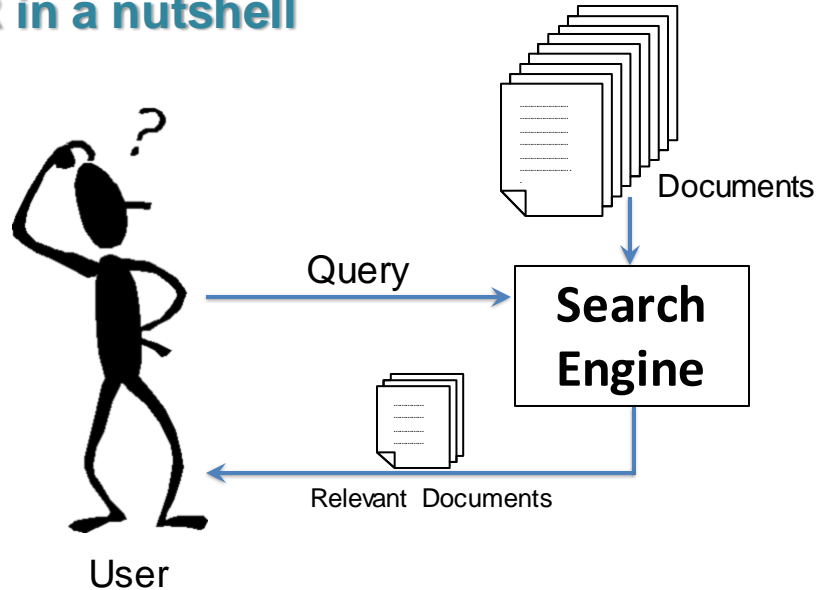 in a nutshell
?
Documents
Query
Search
Engine
Relevant Documents
User